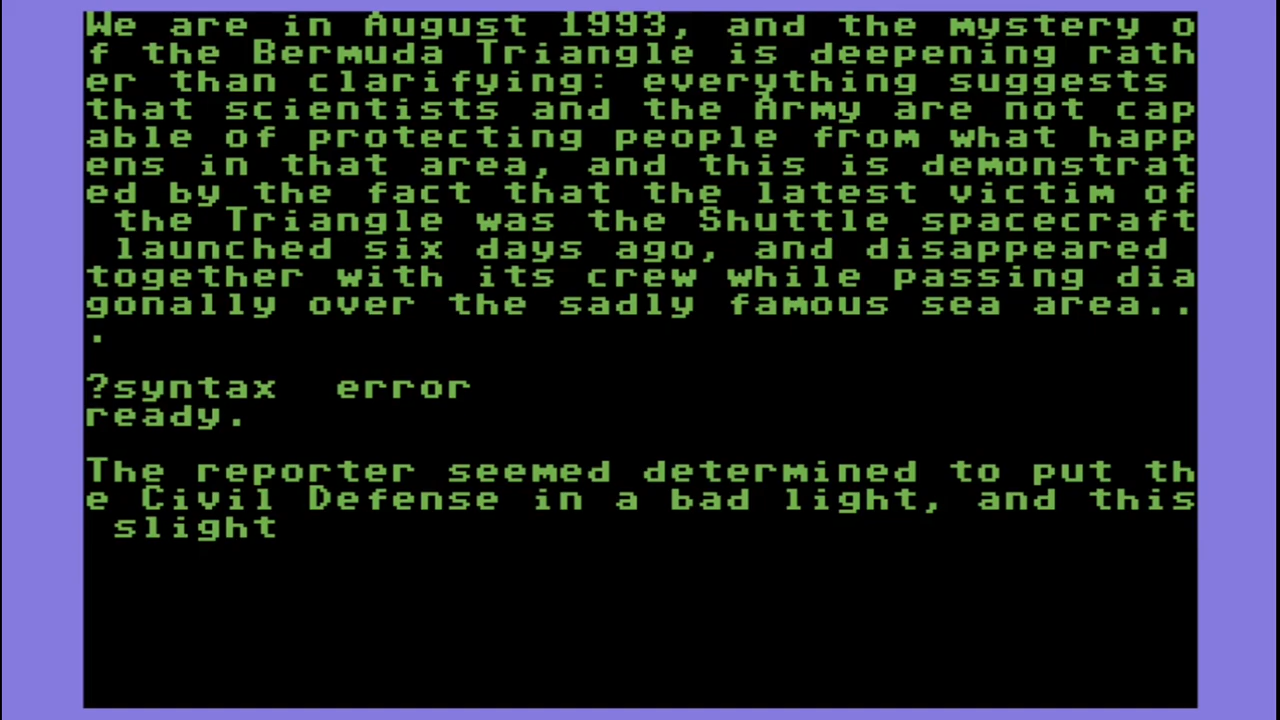 We are in August 1993, and the mystery o
f the Bermuda Triangle is deepening rath
er than clarifying: everything suggests
that scientists and the Army are not cap
able of protecting people from what happ
ens in that area, and this is demonstrat
ed by the fact that the latest victim of
the Triangle was the Shuttle spacecraft
launched six days ago, and disappeared
together with its crew while passing dia
gonally over the sadly famous sea area..
.
?syntax  error
ready.
The reporter seemed determined to put th
e Civil Defense in a bad light, and this
slight